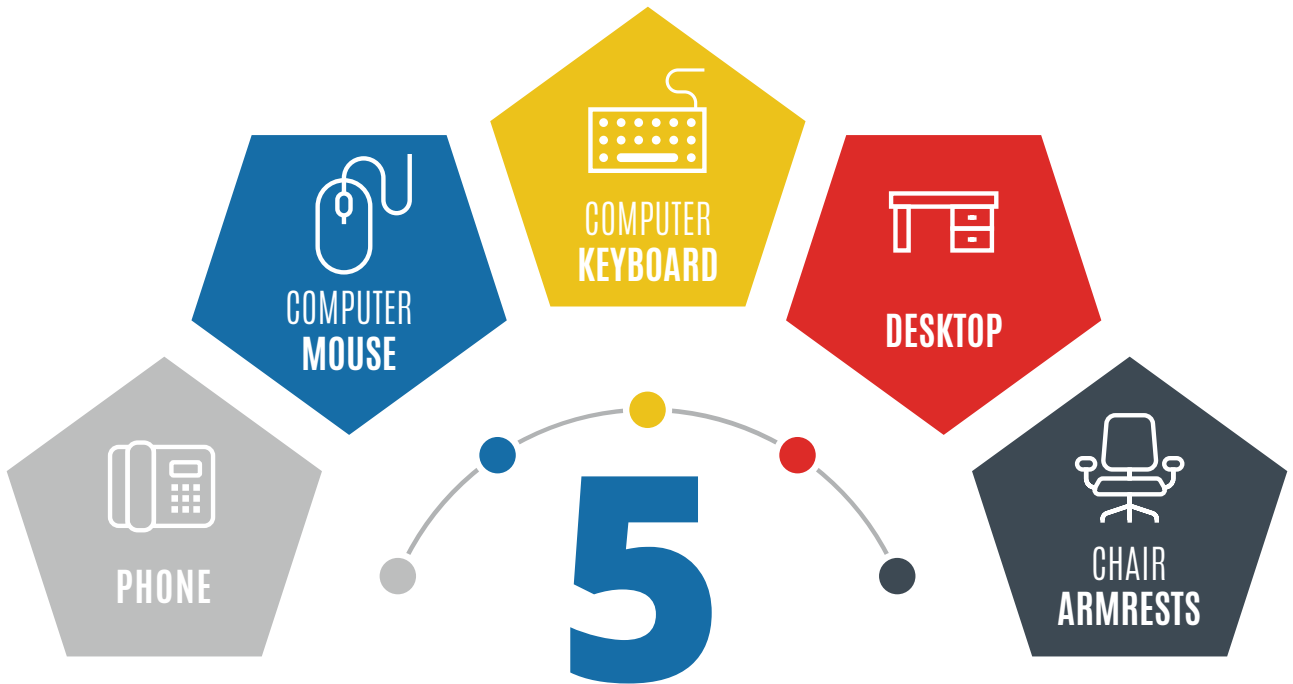 COMPUTER
KEYBOARD
COMPUTER
MOUSE
DESKTOP
PHONE
CHAIR
ARMRESTS
5